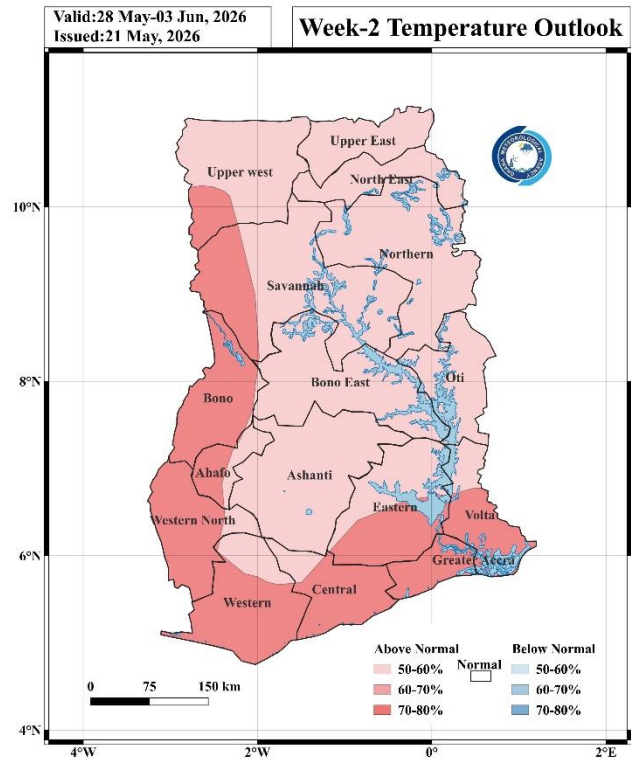 Valid:28 May-03 Jun, 2026
Issued:21 May, 2026
Week-2 Temperature Outlook
Upper East
Upper west
North East
10°N
Northern
Savannah
8°N
Bono East
Oti
Bono
Ahafo
Ashanti
Western North
Eastern
Volta
6°N
Greater Accra
Central
Western
Above Normal
Normal
Below Normal
50-60%
50-60%
60-70%
60-70%
70-80%
70-80%
0
75
150 km
4°N
4°W
2°W
0°
2°E
GHANA METEOROLOGICAL AGENCY